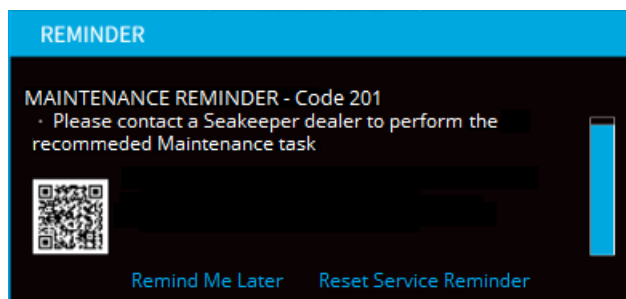 REMINDER
MAINTENANCE REMINDER - Code 201
· Please contact a Seakeeper dealer to perform the
recommeded Maintenance task
Remind Me Later Reset Service Reminder